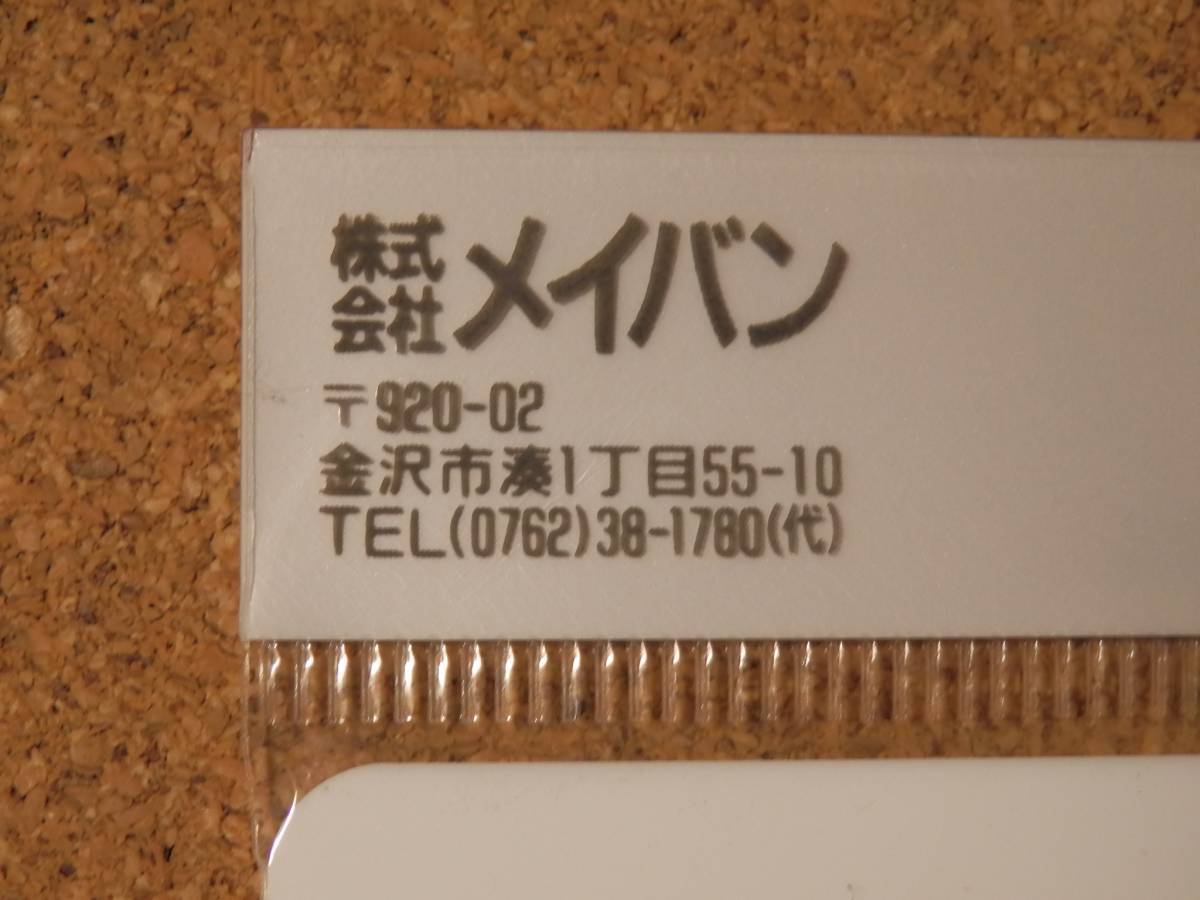 株式会社メイバン
〒920-02
金沢市湊1丁目55-10
TEL(0762)38-1780(代)